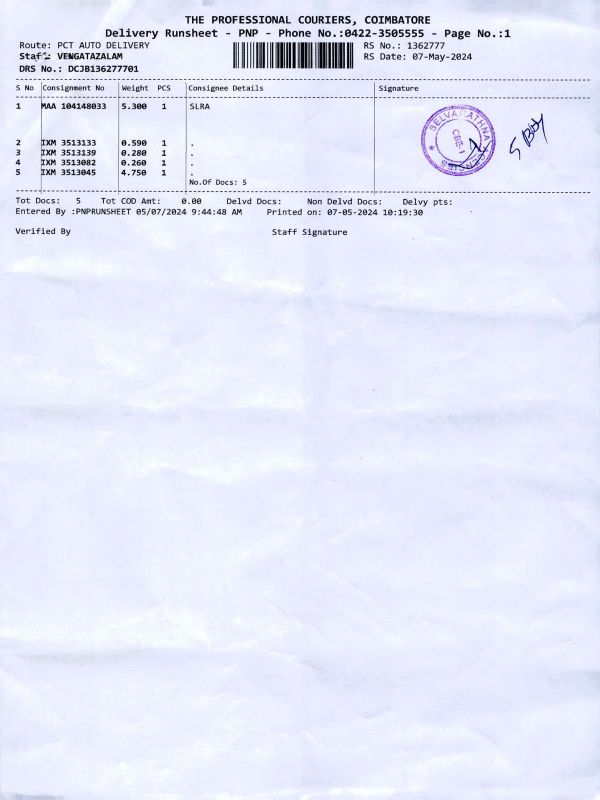 THE PROFESSIONAL COURIERS, COIMBATORE
Delivery Runsheet - PNP - Phone No.:0422-3505555 - Page No.:1
Route: PCT AUTO DELIVERY RS No.: 1362777
Staff: VENGATAZALAM RS Date: 07-May-2024
DRS No.: DCJB136277701
S No Consignment No Weight PCS Consignee Details Signature
1 MAA 104148033 5.300 1 SLRA
SELVARATHNA
CBE-1
2 IXM 3513133 0.590 1 .
3 IXM 3513139 0.280 1 .
4 IXM 3513082 0.260 1 .
5 IXM 3513045 4.750 1 .
No.Of Docs: 5
Tot Docs: 5 Tot COD Amt: 0.00 Delvd Docs: Non Delvd Docs: Delvy pts:
Entered By :PNPRUNSHEET 05/07/2024 9:44:48 AM Printed on: 07-05-2024 10:19:30
Verified By Staff Signature